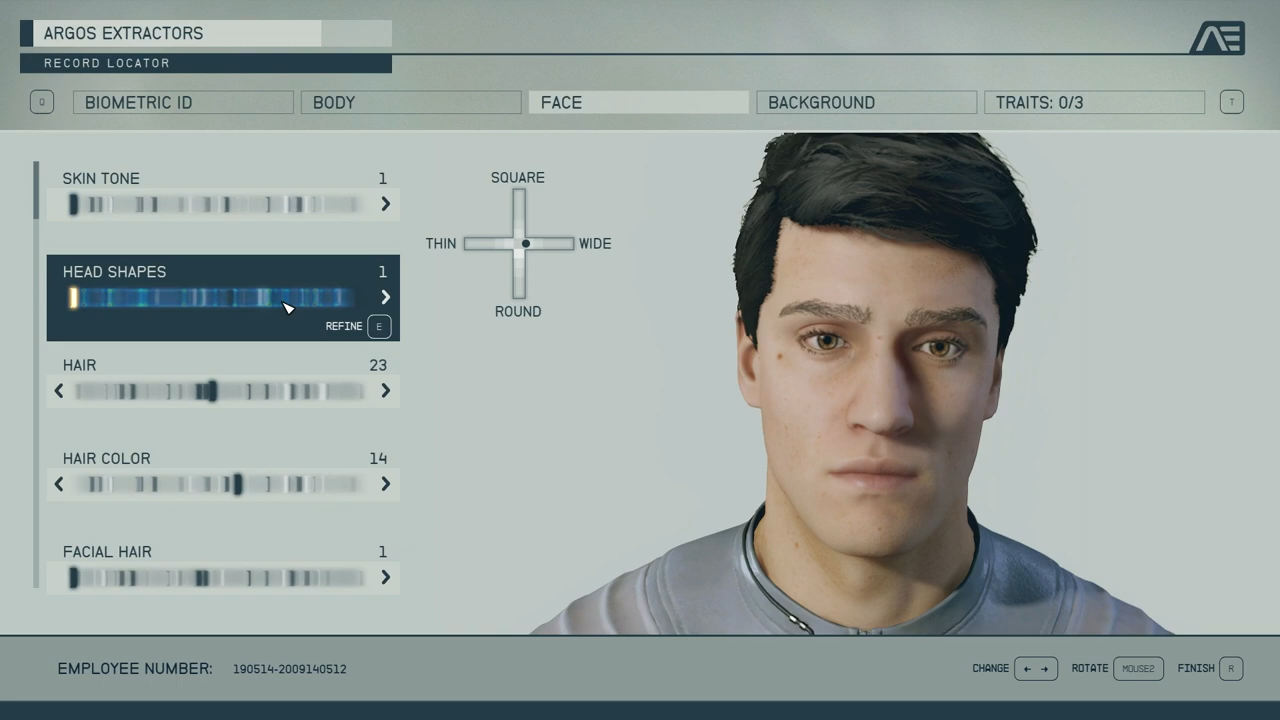 ARGOS EXTRACTORS
RECORD LOCATOR
Q BIOMETRIC ID BODY FACE BACKGROUND TRAITS: 0/3 T
SKIN TONE 1
HEAD SHAPES 1
REFINE E
HAIR 23
HAIR COLOR 14
FACIAL HAIR 1
SQUARE
THIN WIDE
ROUND
EMPLOYEE NUMBER: 190514-2009140512
CHANGE ← → ROTATE MOUSE2 FINISH R